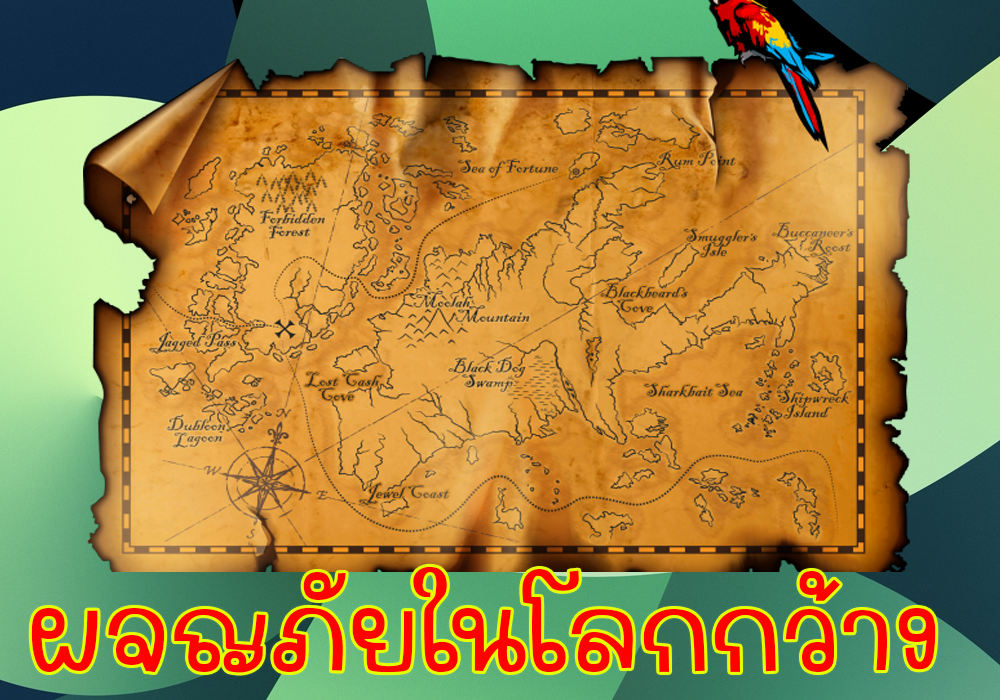 Sea of Fortune
Rum Point
Forbidden
Forest
Smuggler's
Isle
Buccaneer's
Roost
Moolah
Mountain
Blackbeard's
Cove
Jagged Pass
Lost Cash
Cove
Black Dog
Swamp
Sharkbait Sea
Shipwreck
Island
Dubloon
Lagoon
N
W
E
S
Jewel Coast
ผจญภัยในโลกกว้าง